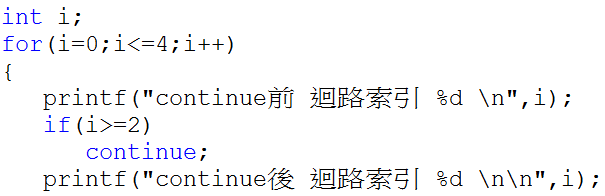 int i;
for(i=0;i<=4;i++)
{
   printf("continue前 迴路索引 %d \n",i);
   if(i>=2)
      continue;
   printf("continue後 迴路索引 %d \n\n",i);